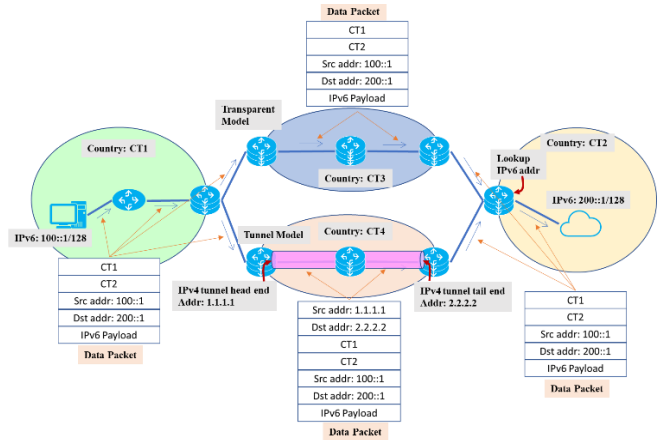 Data Packet
CT1
CT2
Src addr: 100::1
Dst addr: 200::1
IPv6 Payload
Transparent
Model
Country: CT1
Country: CT2
Lookup
IPv6 addr
Country: CT3
IPv6: 100::1/128
IPv6: 200::1/128
Tunnel Model
Country: CT4
IPv4 tunnel head end
Addr: 1.1.1.1
IPv4 tunnel tail end
Addr: 2.2.2.2
CT1
CT2
Src addr: 100::1
Dst addr: 200::1
IPv6 Payload
Data Packet
Src addr: 1.1.1.1
Dst addr: 2.2.2.2
CT1
CT2
Src addr: 100::1
Dst addr: 200::1
IPv6 Payload
Data Packet
CT1
CT2
Src addr: 100::1
Dst addr: 200::1
IPv6 Payload
Data Packet